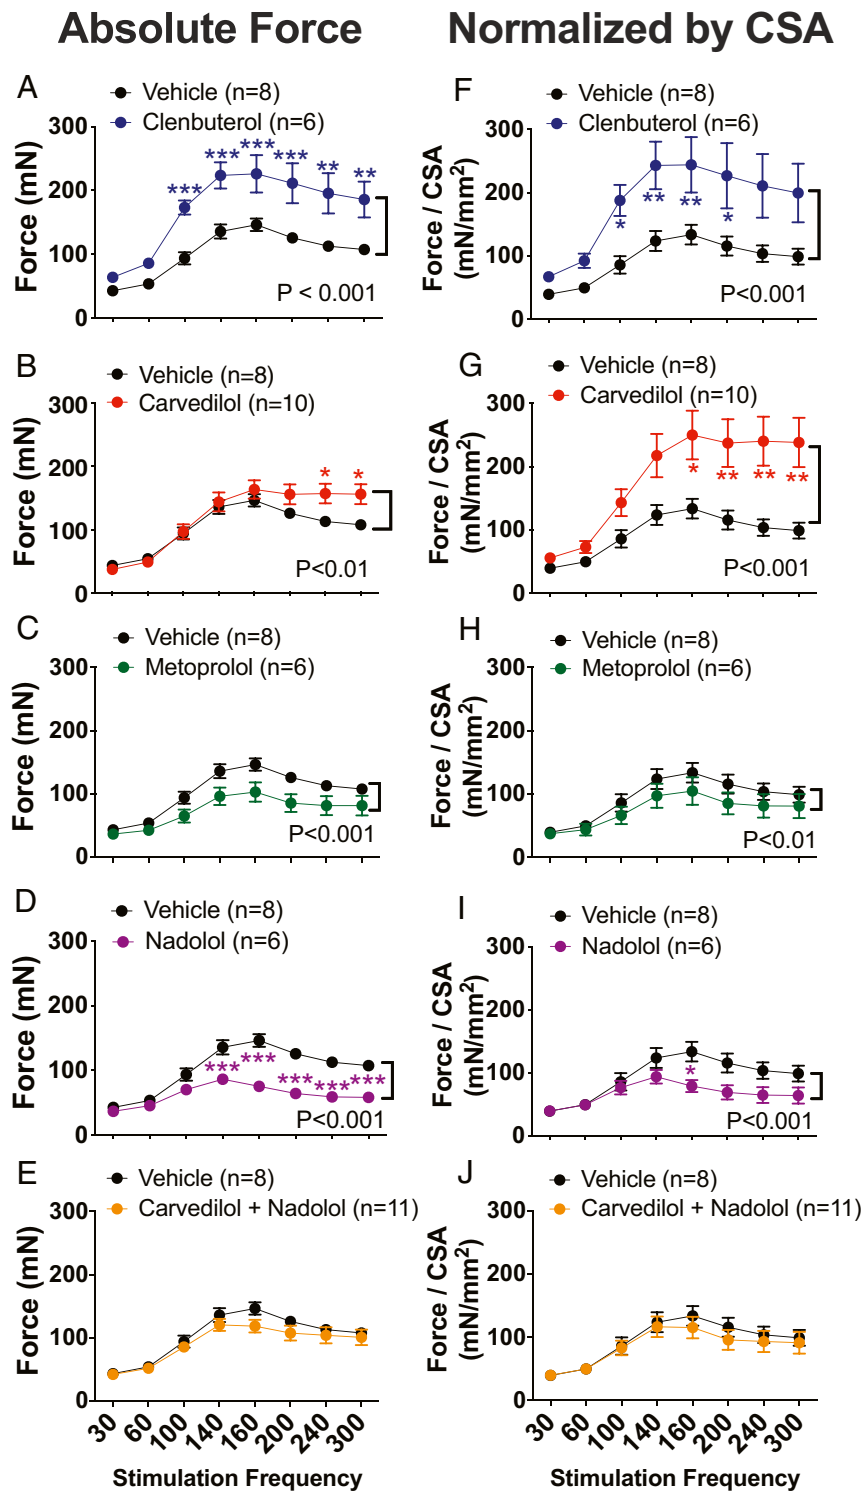 Absolute Force
Normalized by CSA
A
Vehicle (n=8)
Clenbuterol (n=6)
Force (mN)
300
200
100
0
*** *** *** *** ** **
P < 0.001
F
Vehicle (n=8)
Clenbuterol (n=6)
Force / CSA
(mN/mm²)
300
200
100
0
* ** ** *
P<0.001
B
Vehicle (n=8)
Carvedilol (n=10)
Force (mN)
300
200
100
0
* *
P<0.01
G
Vehicle (n=8)
Carvedilol (n=10)
Force / CSA
(mN/mm²)
300
200
100
0
* ** ** **
P<0.001
C
Vehicle (n=8)
Metoprolol (n=6)
Force (mN)
300
200
100
0
P<0.001
H
Vehicle (n=8)
Metoprolol (n=6)
Force / CSA
(mN/mm²)
300
200
100
0
P<0.01
D
Vehicle (n=8)
Nadolol (n=6)
Force (mN)
300
200
100
0
*** *** *** *** ***
P<0.001
I
Vehicle (n=8)
Nadolol (n=6)
Force / CSA
(mN/mm²)
300
200
100
0
*
P<0.001
E
Vehicle (n=8)
Carvedilol + Nadolol (n=11)
Force (mN)
300
200
100
0
30 60 100 140 160 200 240 300
Stimulation Frequency
J
Vehicle (n=8)
Carvedilol + Nadolol (n=11)
Force / CSA
(mN/mm²)
300
200
100
0
30 60 100 140 160 200 240 300
Stimulation Frequency